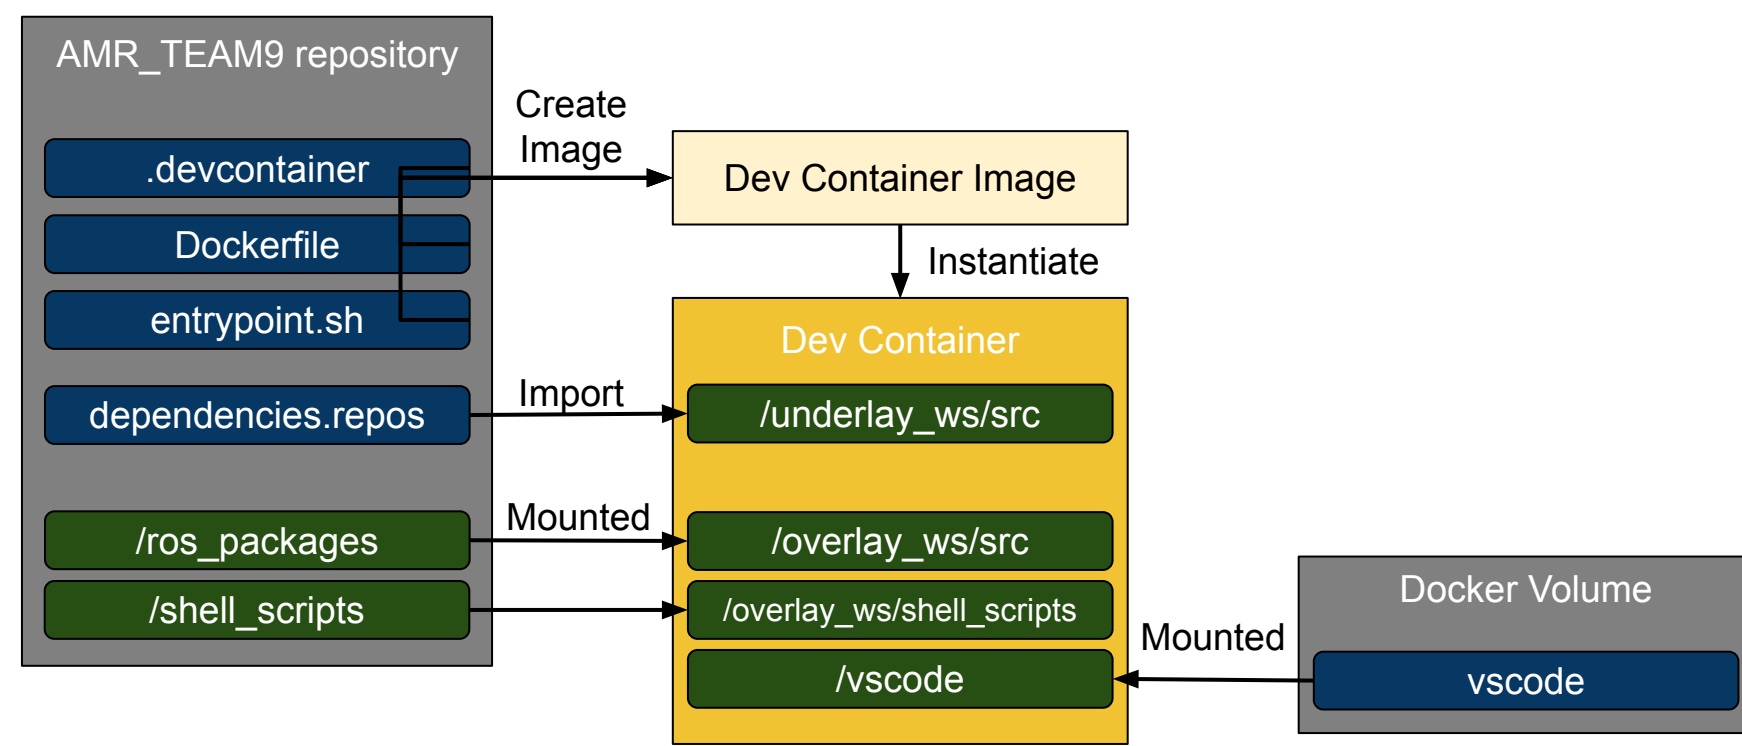 AMR_TEAM9 repository
.devcontainer
Dockerfile
entrypoint.sh
dependencies.repos
/ros_packages
/shell_scripts
Create
Image
Import
Mounted
Dev Container Image
Instantiate
Dev Container
/underlay_ws/src
/overlay_ws/src
/overlay_ws/shell_scripts
/vscode
Mounted
Docker Volume
vscode